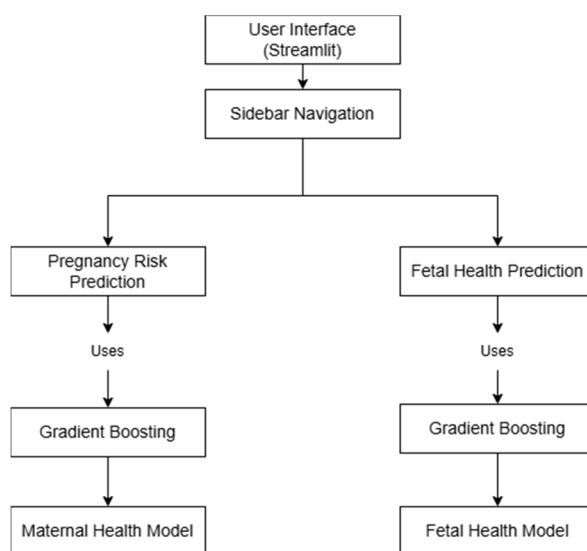 User Interface
(Streamlit)
Sidebar Navigation
Pregnancy Risk
Prediction
Fetal Health Prediction
Uses
Uses
Gradient Boosting
Gradient Boosting
Maternal Health Model
Fetal Health Model